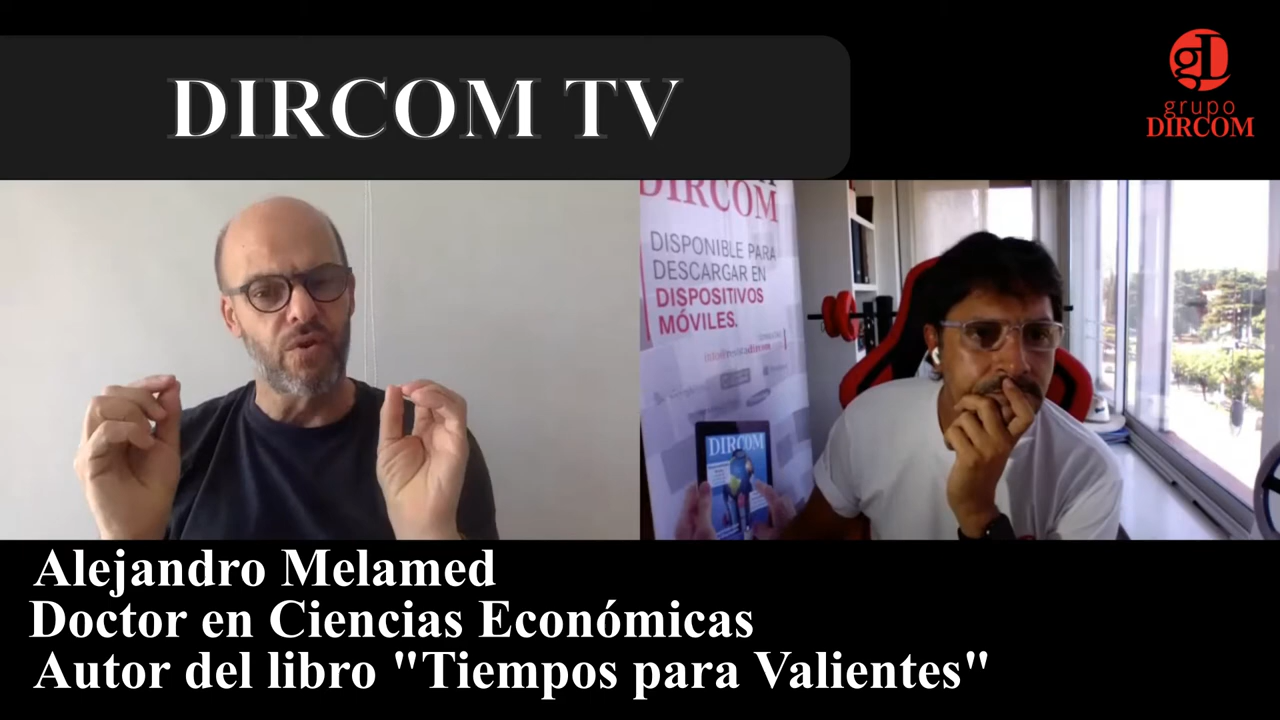 DIRCOM TV
gD
grupo
DIRCOM
DIRCOM
DISPONIBLE PARA
DESCARGAR EN
DISPOSITIVOS
MÓVILES.
DIRCOM
Alejandro Melamed
Doctor en Ciencias Económicas
Autor del libro "Tiempos para Valientes"